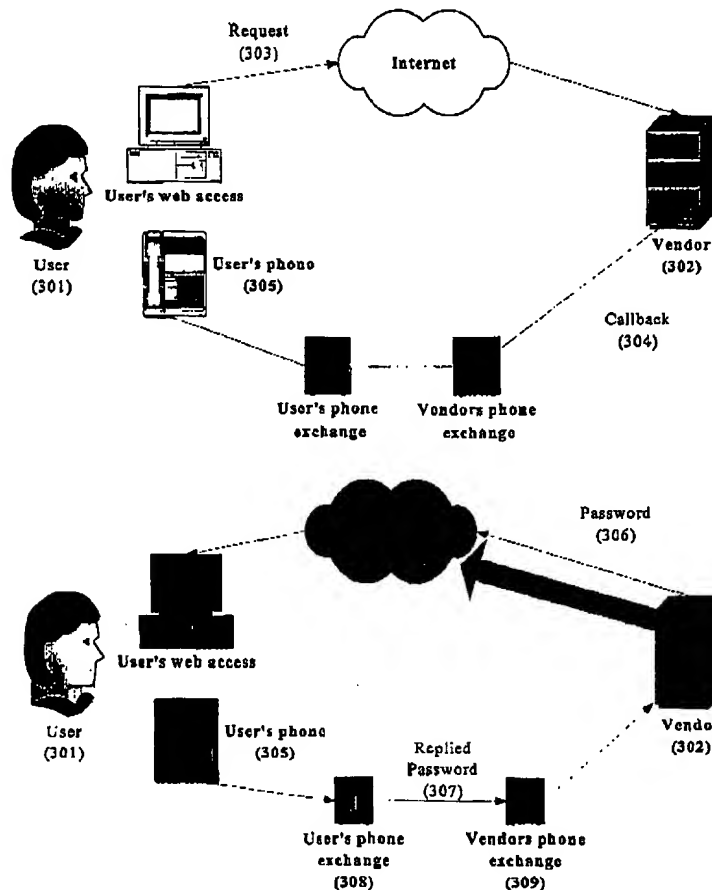 Request
(303)
Internet
User's web access
User
(301)
User's phone
(305)
Vendor
(302)
Callback
(304)
User's phone
exchange
Vendors phone
exchange
Password
(306)
User's web access
User
(301)
User's phone
(305)
Replied
Password
(307)
Vendo
(302)
User's phone
exchange
(308)
Vendors phone
exchange
(309)